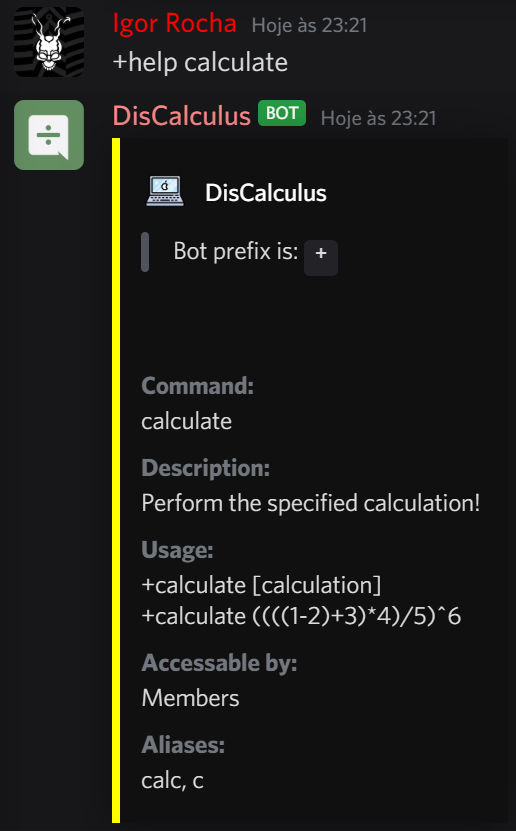 Igor Rocha Hoje às 23:21
+help calculate
DisCalculus BOT Hoje às 23:21
DisCalculus
Bot prefix is: +
Command:
calculate
Description:
Perform the specified calculation!
Usage:
+calculate [calculation]
+calculate ((((1-2)+3)*4)/5)^6
Accessable by:
Members
Aliases:
calc, c